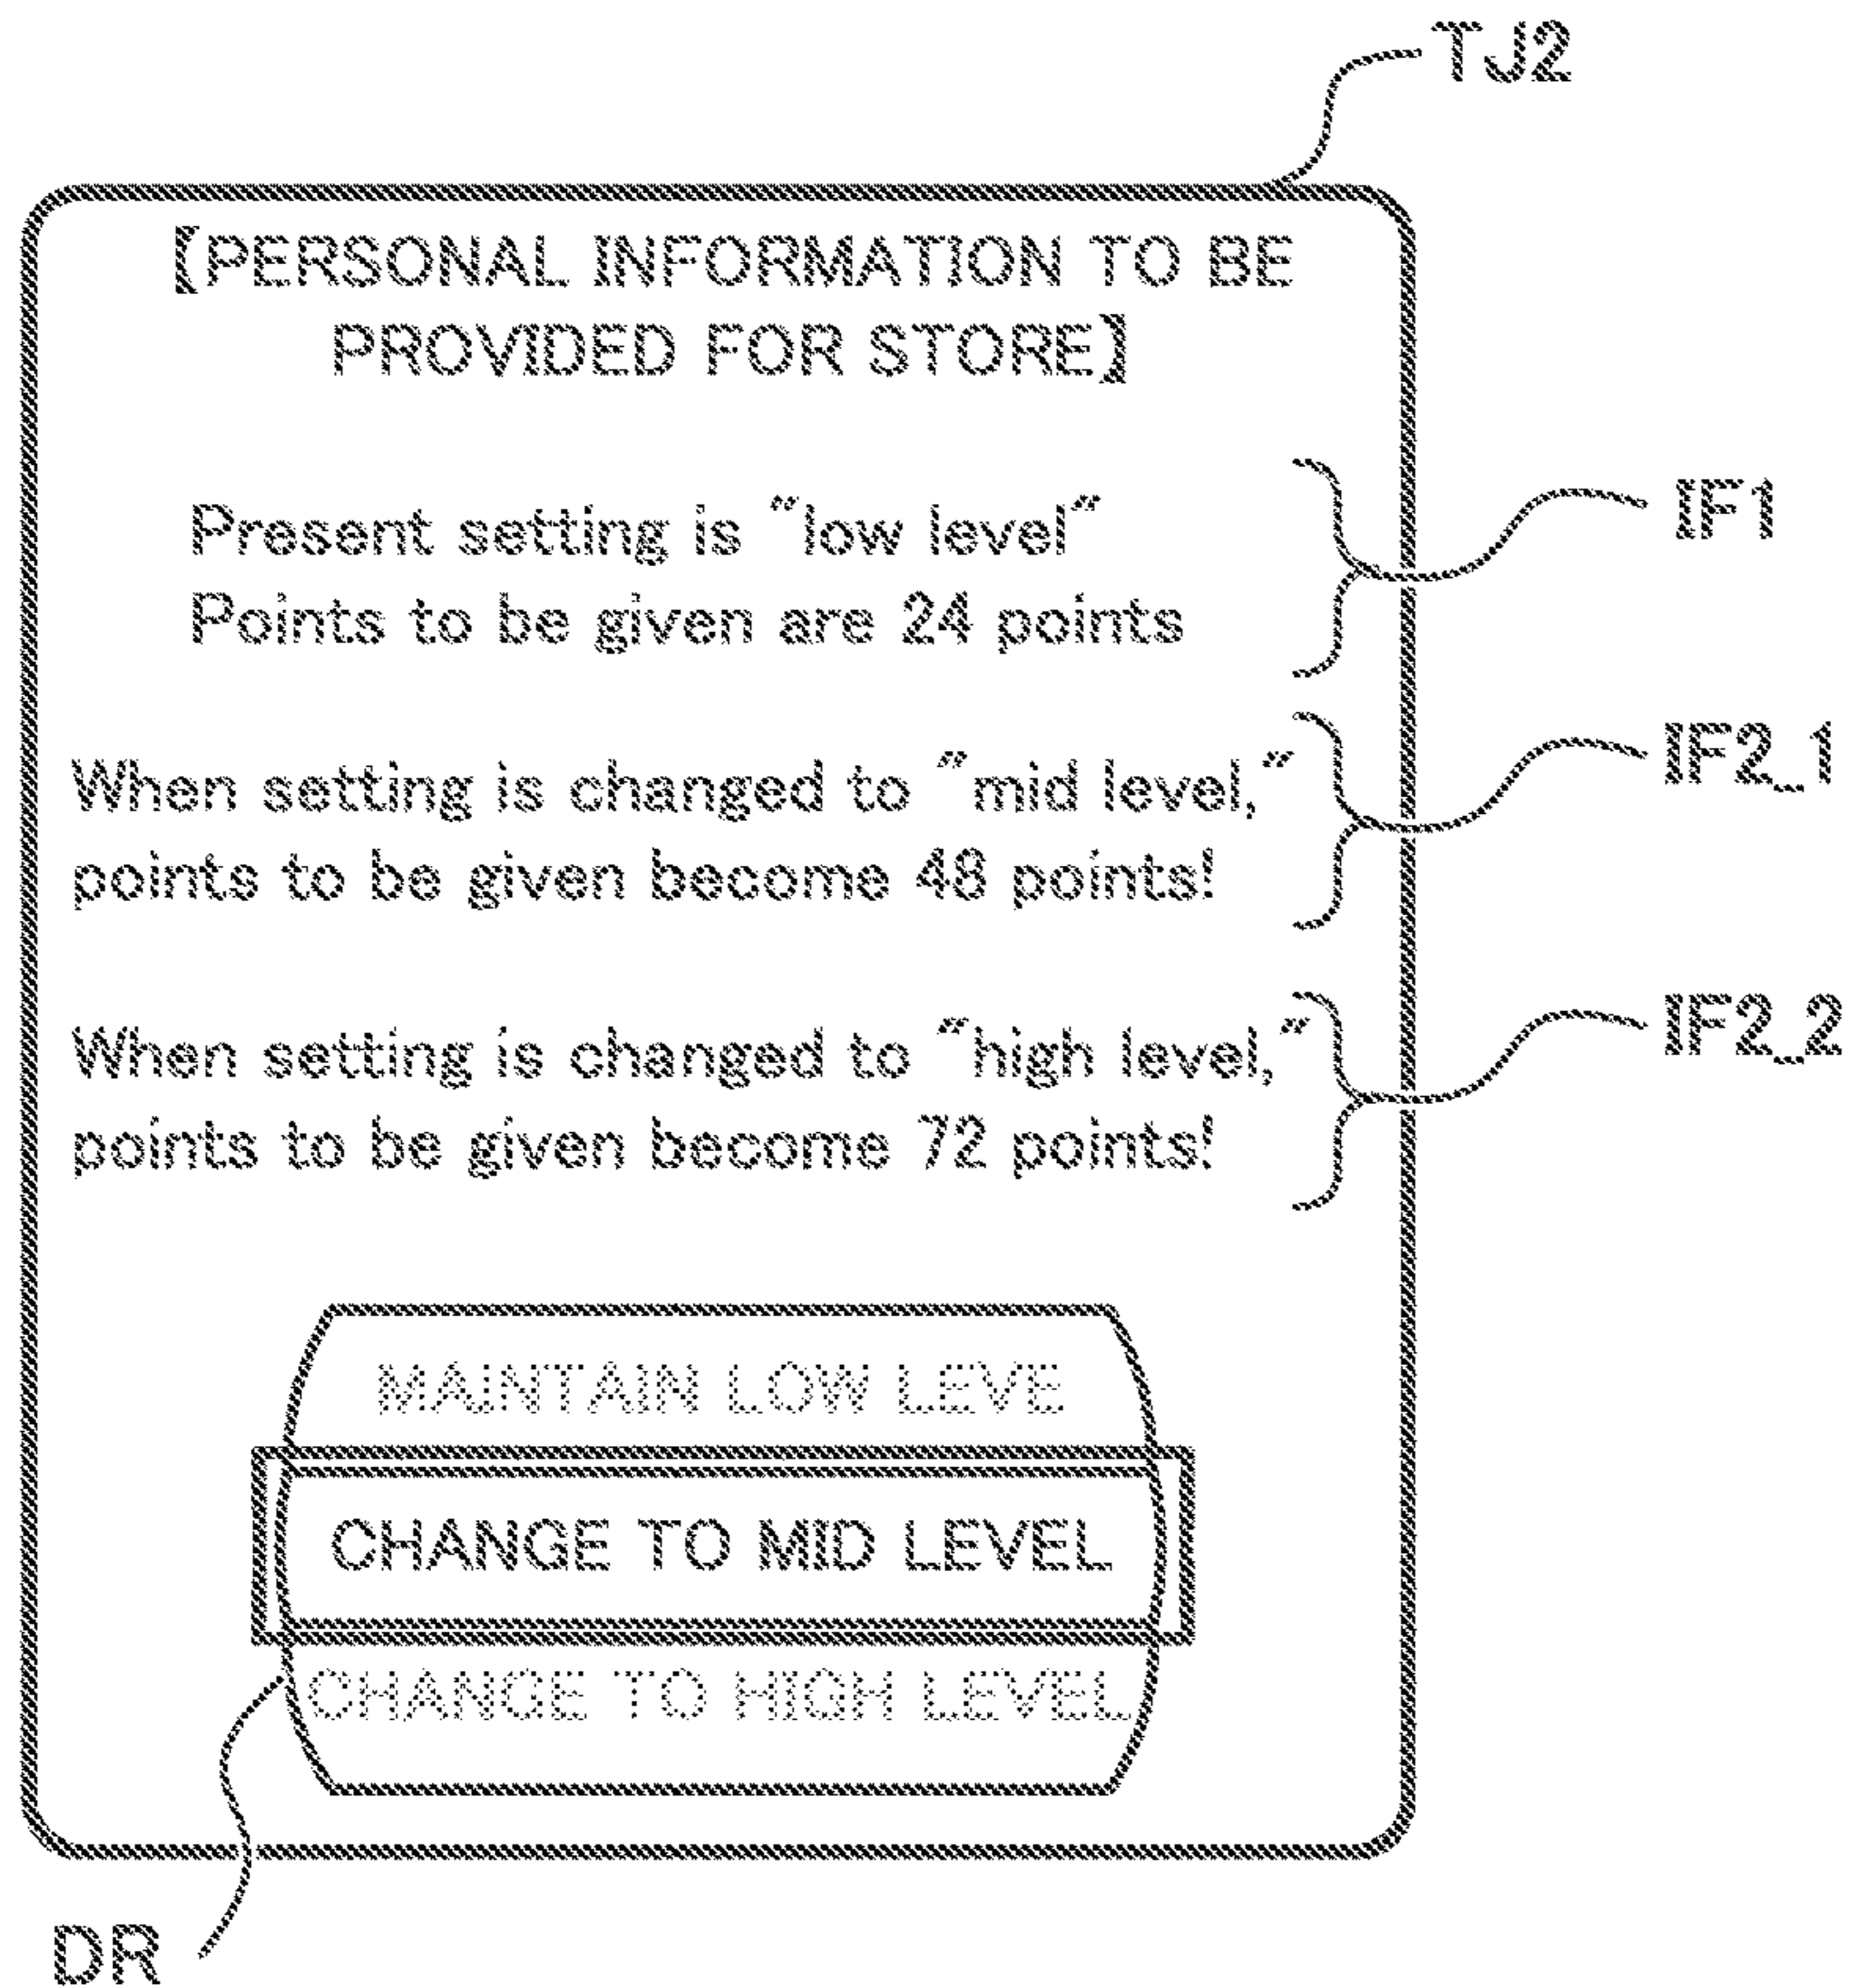 TJ2
【PERSONAL INFORMATION TO BE
PROVIDED FOR STORE】
Present setting is "low level"
Points to be given are 24 points
IF1
When setting is changed to "mid level,"
points to be given become 48 points!
IF2_1
When setting is changed to "high level,"
points to be given become 72 points!
IF2_2
MAINTAIN LOW LEVE
CHANGE TO MID LEVEL
CHANGE TO HIGH LEVEL
DR